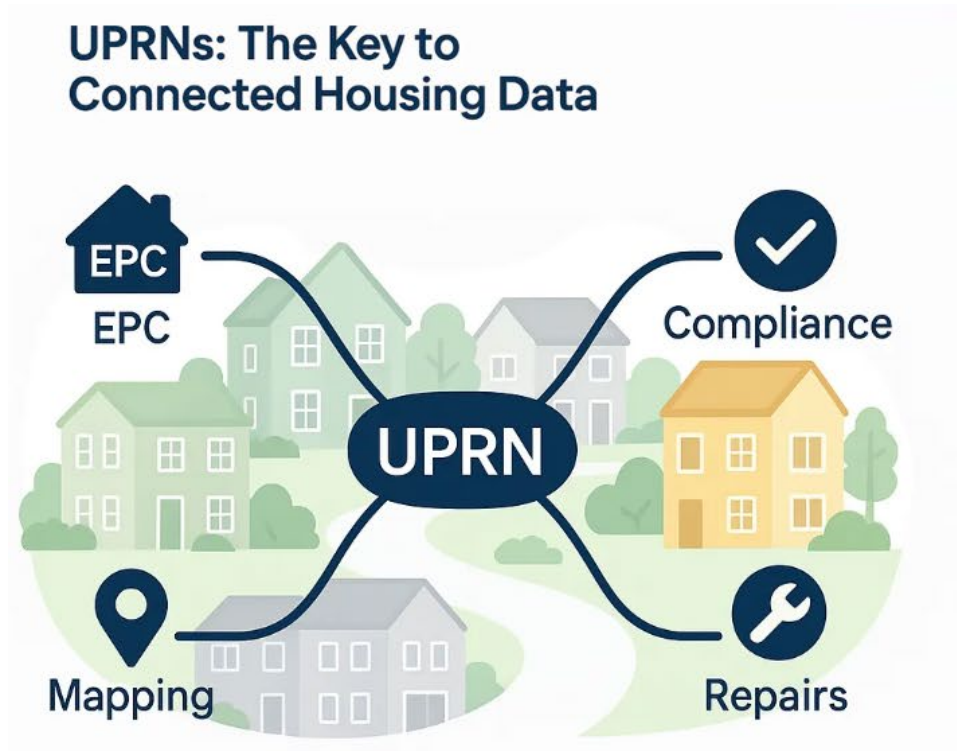 UPRNs: The Key to
Connected Housing Data
EPC
EPC
Compliance
UPRN
Mapping
Repairs